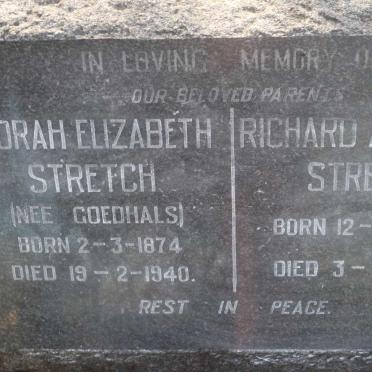 IN LOVING MEMORY O
OUR BELOVED PARENTS
ORAH ELIZABETH
STRETCH
(NEE GOEDHALS)
BORN 2-3-1874
DIED 19-2-1940.
RICHARD
STRE
BORN 12-
DIED 3-
REST IN PEACE.